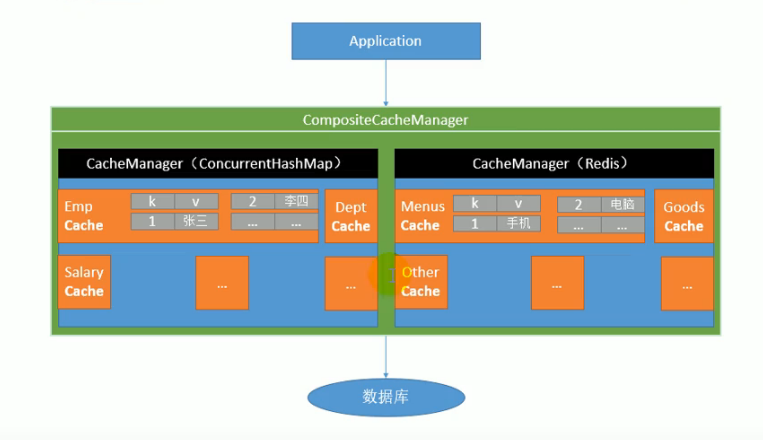 Application
CompositeCacheManager
CacheManager（ConcurrentHashMap）
Emp
Cache
k v
1 张三
2 李四
... ...
Dept
Cache
Salary
Cache
...
...
CacheManager（Redis）
Menus
Cache
k v
1 手机
2 电脑
... ...
Goods
Cache
Other
Cache
...
...
数据库